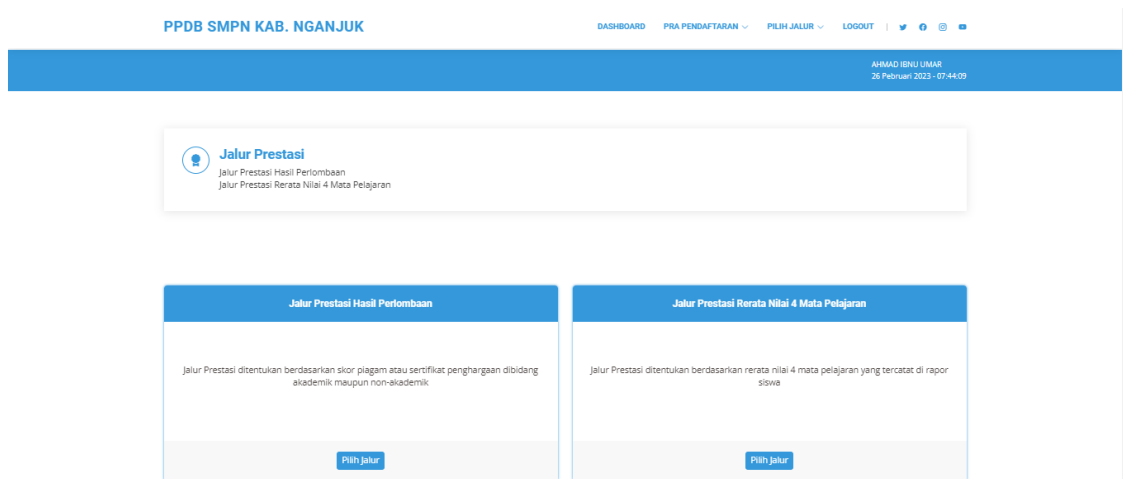 PPDB SMPN KAB. NGANJUK
DASHBOARD PRA PENDAFTARAN PILIH JALUR LOGOUT |
AHMAD IBNU UMAR
26 Pebruari 2023 - 07:44:09
Jalur Prestasi
Jalur Prestasi Hasil Perlombaan
Jalur Prestasi Rerata Nilai 4 Mata Pelajaran
Jalur Prestasi Hasil Perlombaan
Jalur Prestasi ditentukan berdasarkan skor piagam atau sertifikat penghargaan dibidang
akademik maupun non-akademik
Pilih Jalur
Jalur Prestasi Rerata Nilai 4 Mata Pelajaran
Jalur Prestasi ditentukan berdasarkan rerata nilai 4 mata pelajaran yang tercatat di rapor
siswa
Pilih Jalur